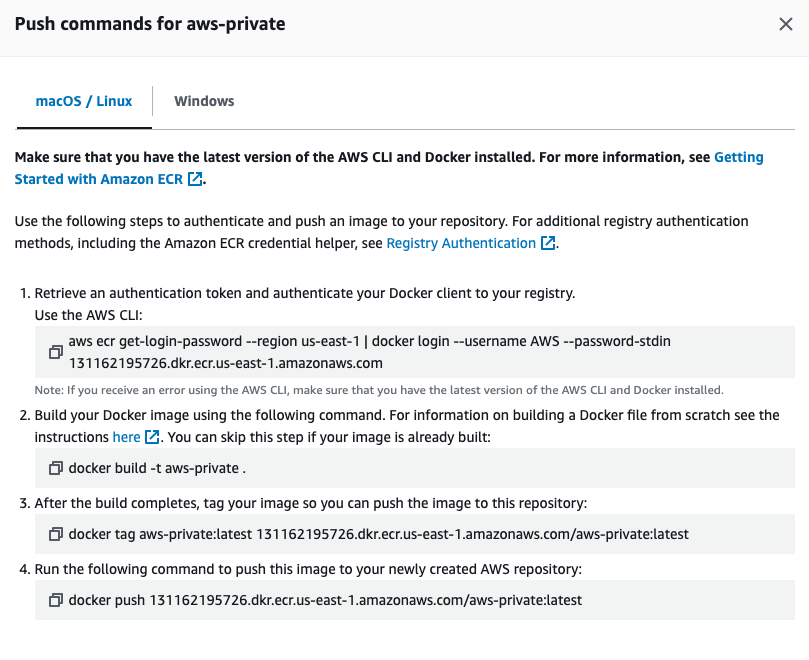 Push commands for aws-private
macOS / Linux
Windows
Make sure that you have the latest version of the AWS CLI and Docker installed. For more information, see Getting
Started with Amazon ECR.
Use the following steps to authenticate and push an image to your repository. For additional registry authentication
methods, including the Amazon ECR credential helper, see Registry Authentication.
1. Retrieve an authentication token and authenticate your Docker client to your registry.
Use the AWS CLI:
aws ecr get-login-password --region us-east-1 | docker login --username AWS --password-stdin
131162195726.dkr.ecr.us-east-1.amazonaws.com
Note: If you receive an error using the AWS CLI, make sure that you have the latest version of the AWS CLI and Docker installed.
2. Build your Docker image using the following command. For information on building a Docker file from scratch see the
instructions here. You can skip this step if your image is already built:
docker build -t aws-private .
3. After the build completes, tag your image so you can push the image to this repository:
docker tag aws-private:latest 131162195726.dkr.ecr.us-east-1.amazonaws.com/aws-private:latest
4. Run the following command to push this image to your newly created AWS repository:
docker push 131162195726.dkr.ecr.us-east-1.amazonaws.com/aws-private:latest